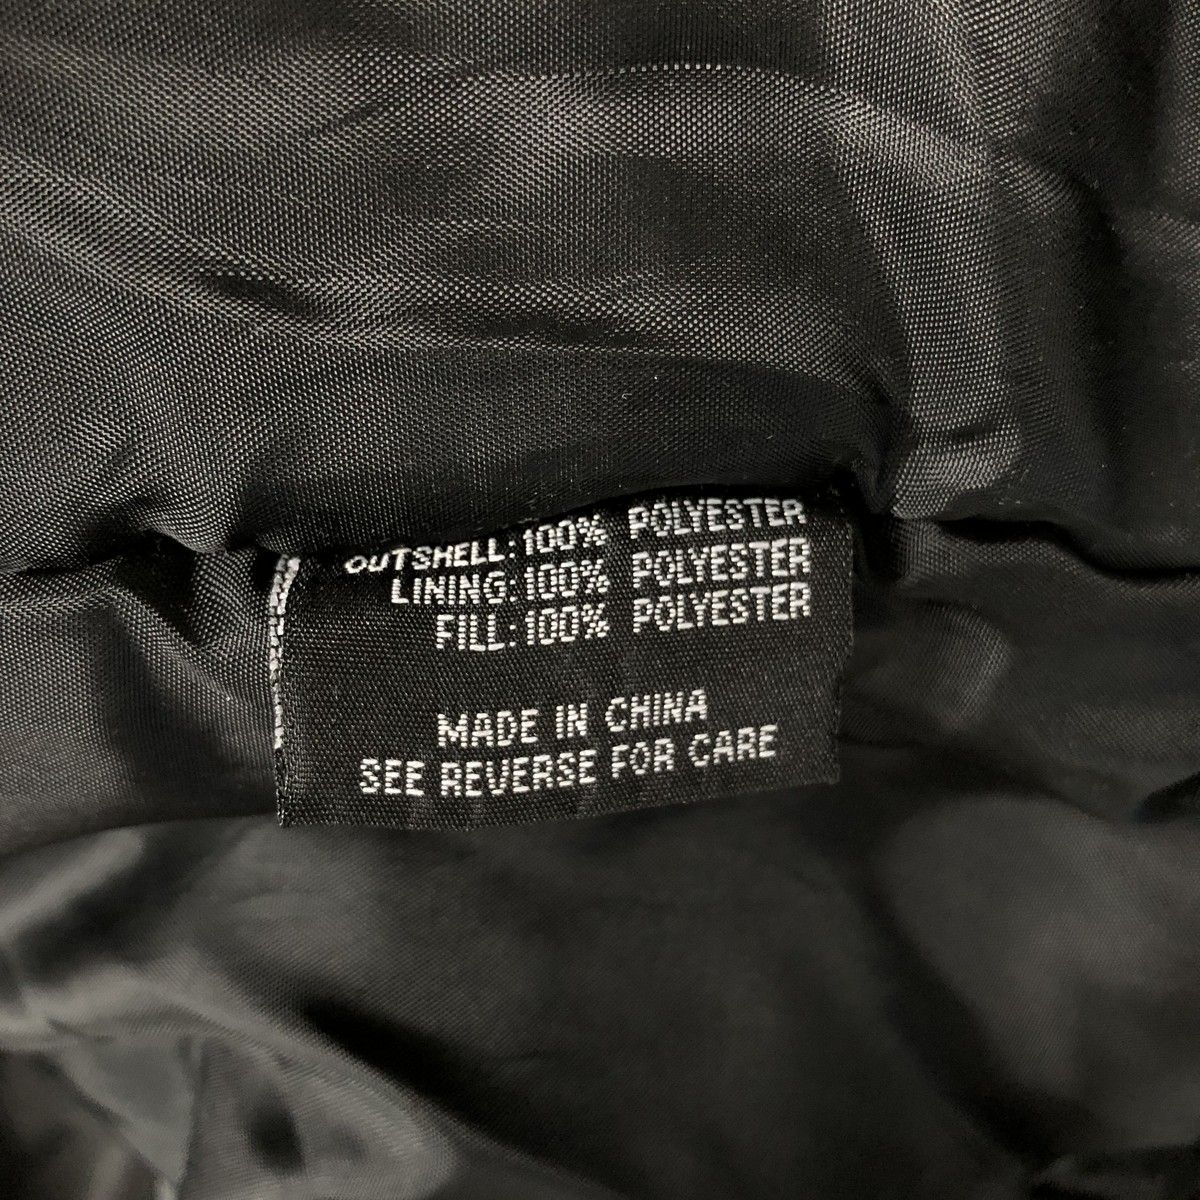 OUTSHELL:100% POLYESTER
LINING:100% POLYESTER
FILL:100% POLYESTER
MADE IN CHINA
SEE REVERSE FOR CARE